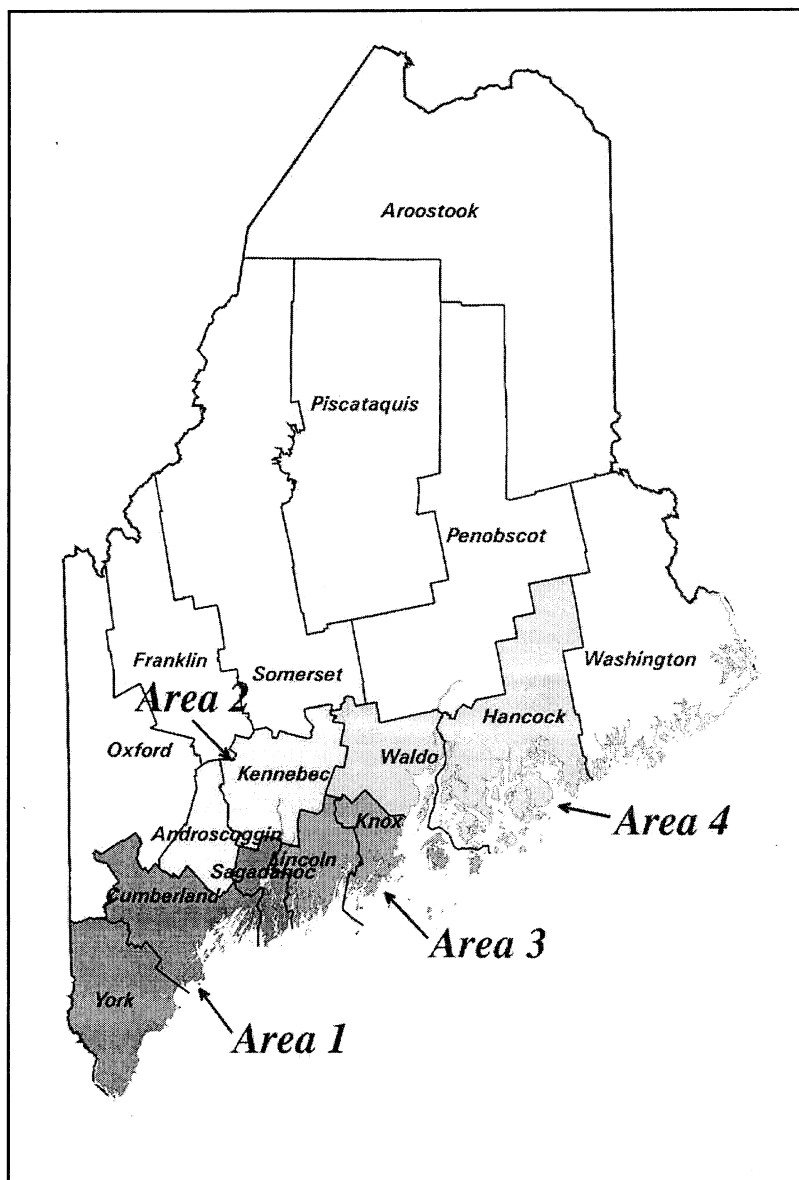 Aroostook
Piscataquis
Penobscot
Franklin
Somerset
Washington
Area 2
Hancock
Oxford
Waldo
Kennebec
Knox
Area 4
Androscoggin
Lincoln
Sagadahoc
Cumberland
Area 3
York
Area 1